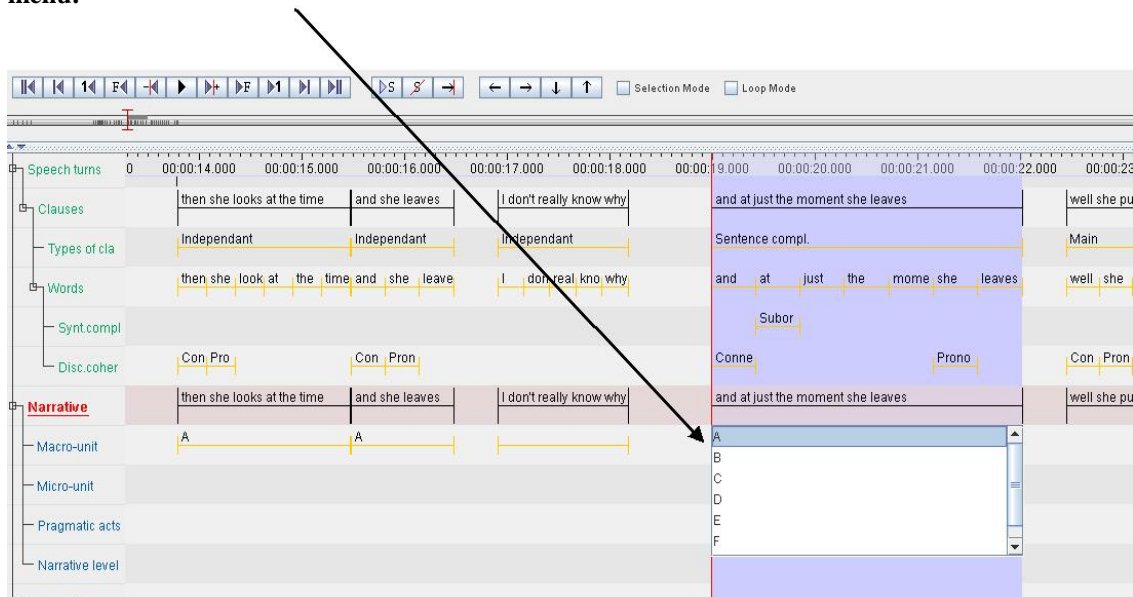 menu:
1 F -+ F 1 S S
Selection Mode Loop Mode
Speech turns 0 00:00:14.000 00:00:15.000 00:00:16.000 00:00:17.000 00:00:18.000 00:00:19.000 00:00:20.000 00:00:21.000 00:00:22.000 00:00:23
Clauses then she looks at the time and she leaves I don't really know why and at just the moment she leaves well she pu
Types of cla Independant Independant Independant Sentence compl. Main
Words then she look at the time and she leave I don real kno why and at just the mome she leaves well she
Synt.compl Subor
Disc.coher Con Pro Con Pron Conne Prono Con Pron
Narrative then she looks at the time and she leaves I don't really know why and at just the moment she leaves well she pu
Macro-unit A A A
B
Micro-unit C
D
Pragmatic acts E
F
Narrative level